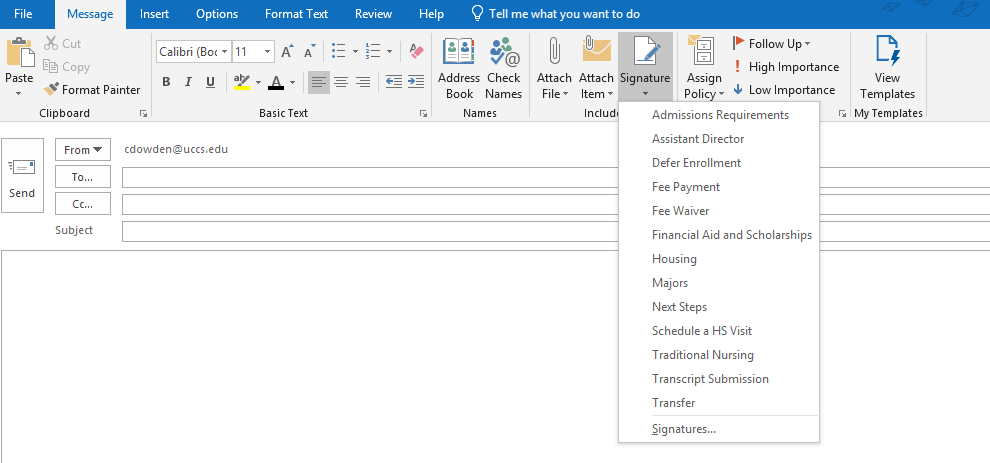 File Message Insert Options Format Text Review Help Tell me what you want to do
Cut
Copy
Format Painter
Paste
Clipboard
Calibri (Boc 11
B I U
Basic Text
Address Book
Check Names
Names
Attach File
Attach Item
Signature
Include
Assign Policy
Follow Up
High Importance
Low Importance
View Templates
My Templates
Send
From cdowden@uccs.edu
To...
Cc...
Subject
Admissions Requirements
Assistant Director
Defer Enrollment
Fee Payment
Fee Waiver
Financial Aid and Scholarships
Housing
Majors
Next Steps
Schedule a HS Visit
Traditional Nursing
Transcript Submission
Transfer
Signatures...